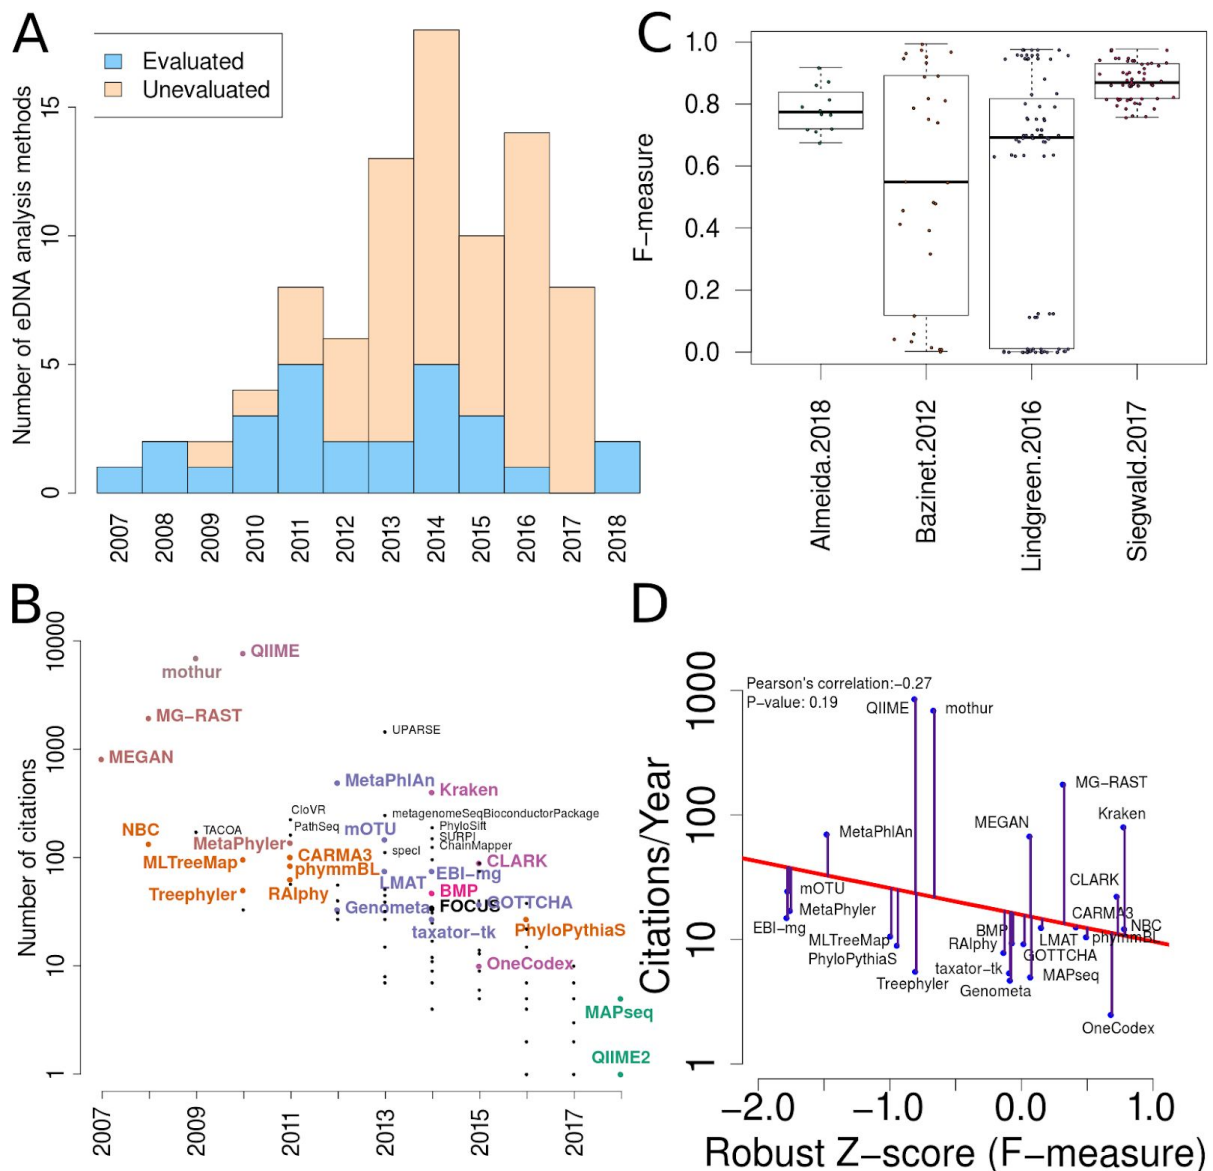 A
Evaluated
Unevaluated
Number of eDNA analysis methods
15
10
5
0
2007
2008
2009
2010
2011
2012
2013
2014
2015
2016
2017
2018
C
F−measure
1.0
0.8
0.6
0.4
0.2
0.0
Almeida.2018
Bazinet.2012
Lindgreen.2016
Siegwald.2017
B
Number of citations
10000
1000
100
10
1
QIIME
mothur
MG−RAST
UPARSE
MEGAN
MetaPhlAn
Kraken
CloVR
metagenomeSeqBioconductorPackage
NBC
TACOA
PathSeq
mOTU
PhyloSift
SURPI
MetaPhyler
ChainMapper
specI
MLTreeMap
CARMA3
CLARK
phymmBL
EBI−mg
LMAT
Treephyler
RAIphy
BMP
GOTTCHA
Genometa
FOCUS
taxator−tk
PhyloPythiaS
OneCodex
MAPseq
QIIME2
2007
2009
2011
2013
2015
2017
D
Citations/Year
1000
100
10
1
Pearson's correlation:−0.27
P−value: 0.19
QIIME
mothur
MG−RAST
MetaPhlAn
MEGAN
Kraken
mOTU
CLARK
MetaPhyler
CARMA3
EBI−mg
BMP
NBC
MLTreeMap
RAIphy
LMAT
phymmBL
PhyloPythiaS
GOTTCHA
taxator−tk
MAPseq
Treephyler
Genometa
OneCodex
−2.0
−1.0
0.0
1.0
Robust Z−score (F−measure)